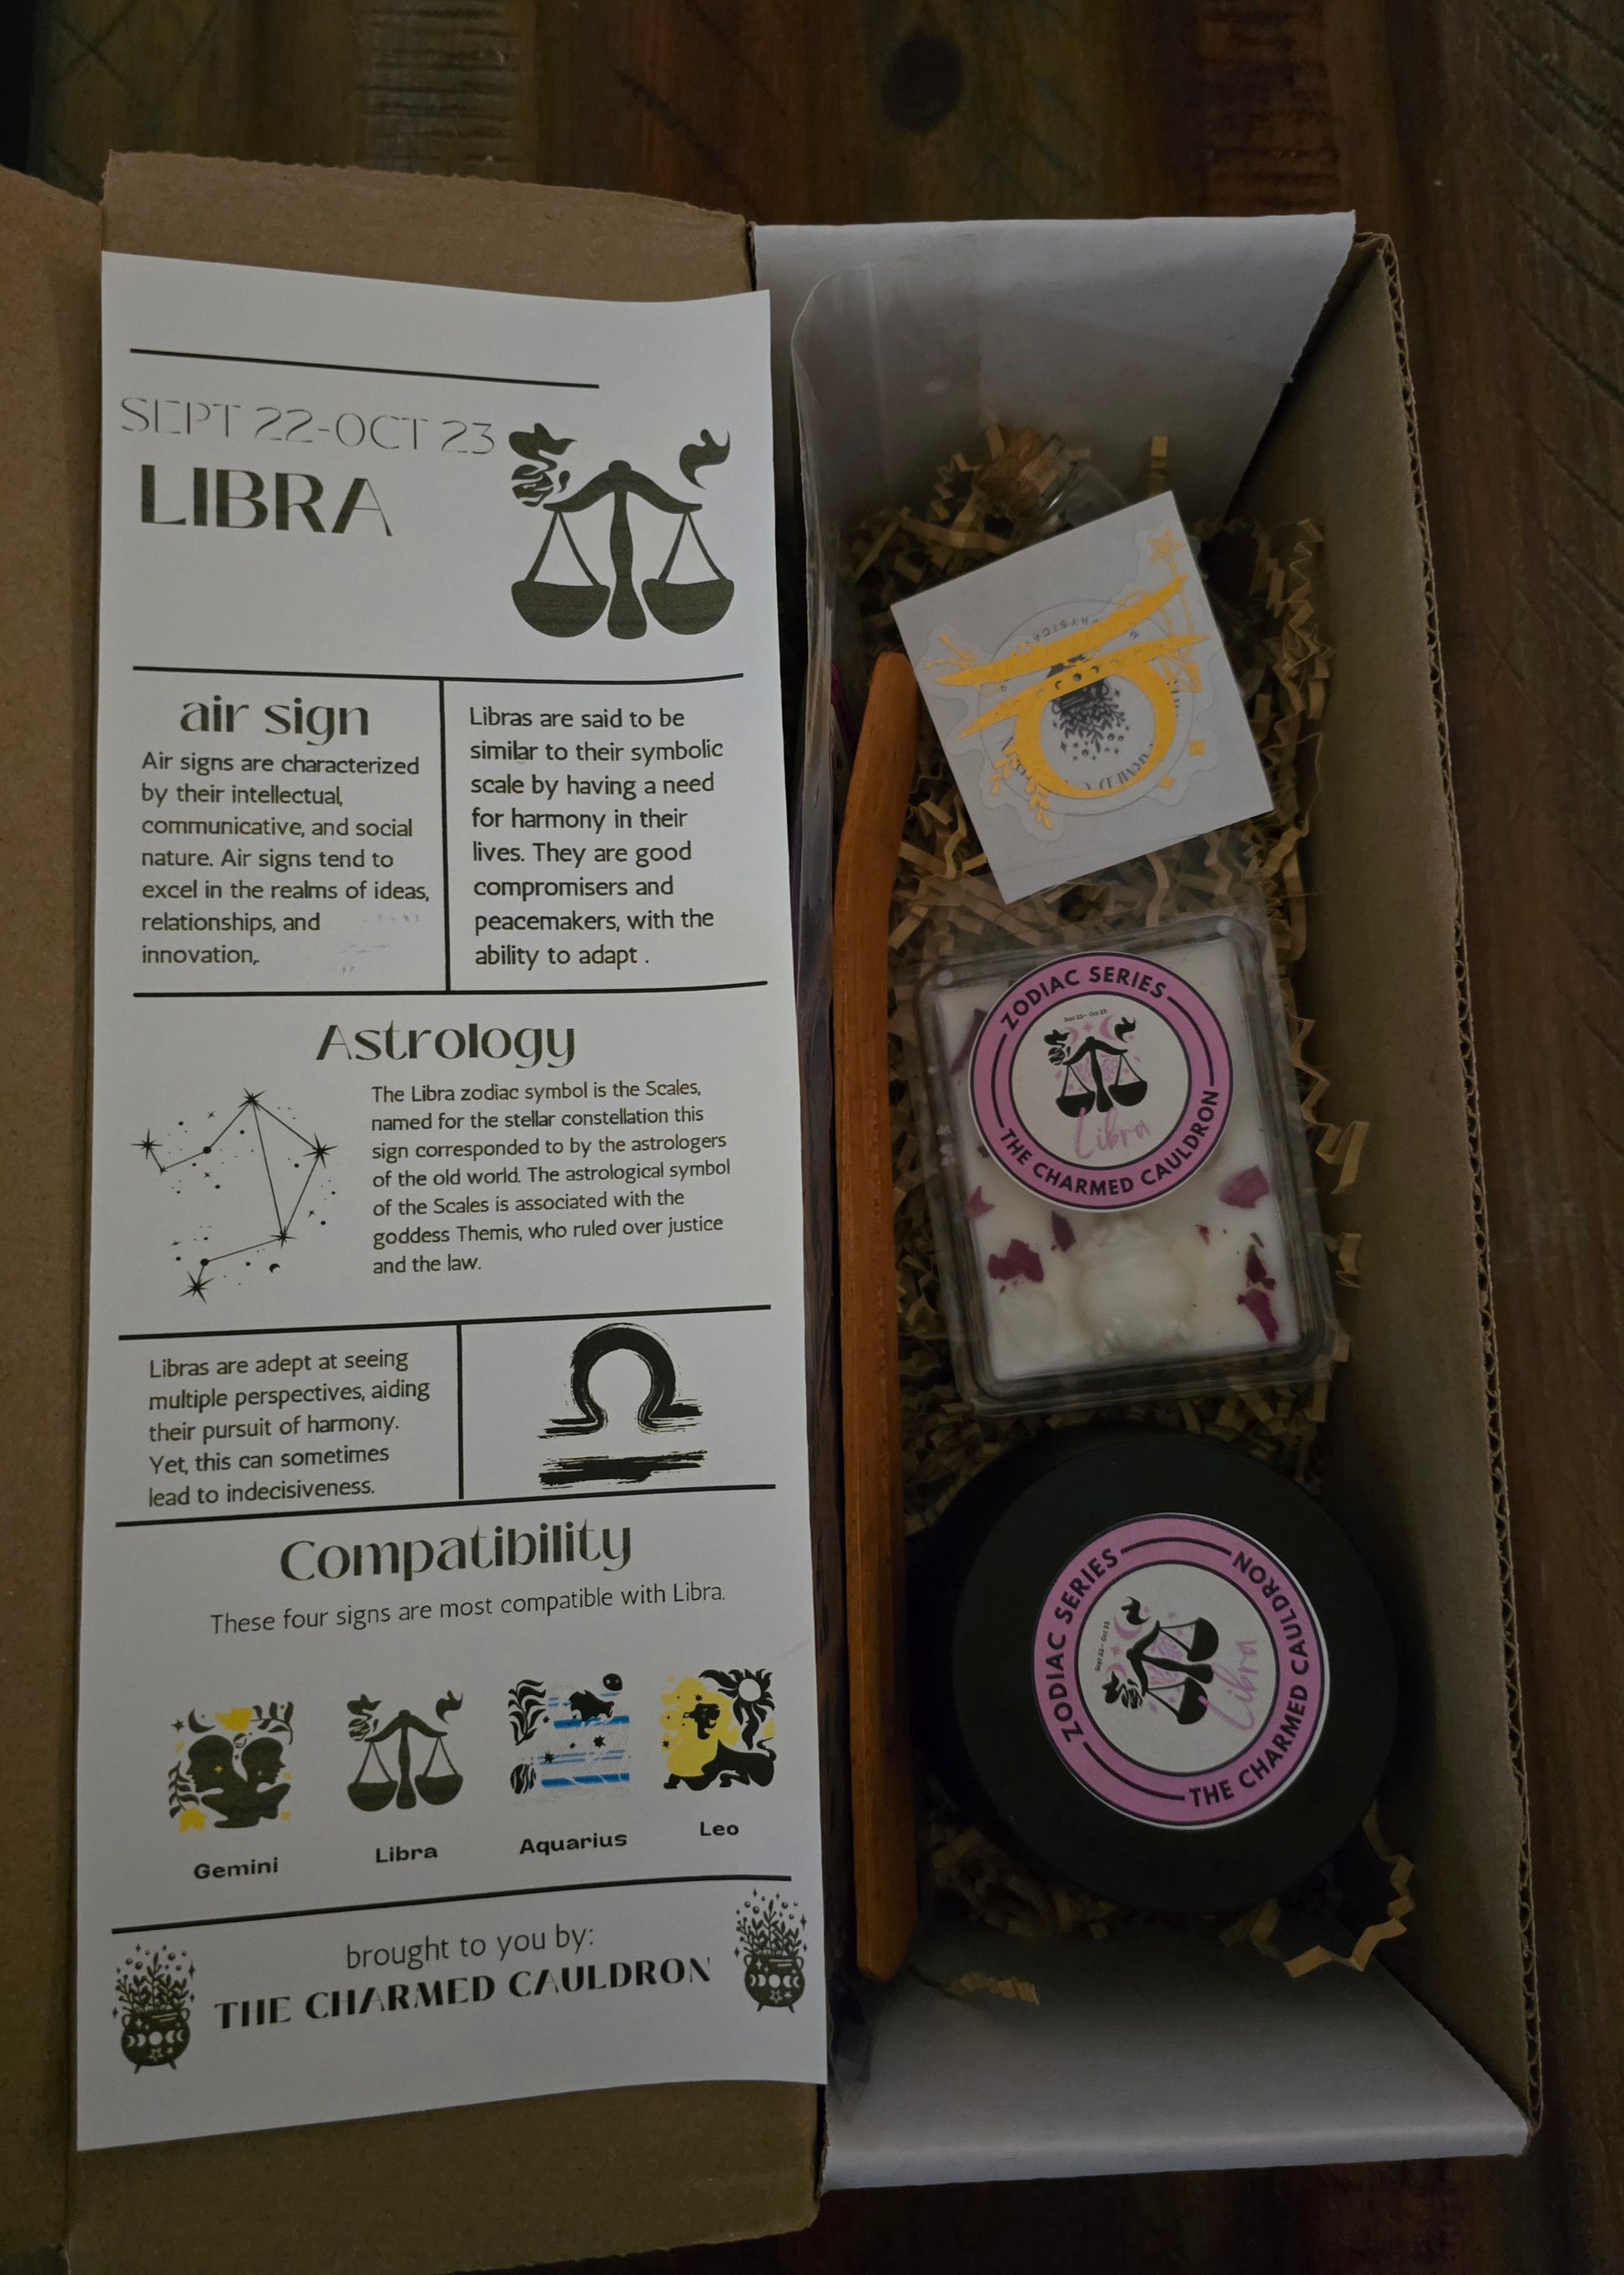 SEPT 22-OCT 23
LIBRA
air sign
Air signs are characterized
by their intellectual,
communicative, and social
nature. Air signs tend to
excel in the realms of ideas,
relationships, and
innovation,.
Libras are said to be
similar to their symbolic
scale by having a need
for harmony in their
lives. They are good
compromisers and
peacemakers, with the
ability to adapt .
Astrology
The Libra zodiac symbol is the Scales,
named for the stellar constellation this
sign corresponded to by the astrologers
of the old world. The astrological symbol
of the Scales is associated with the
goddess Themis, who ruled over justice
and the law.
Libras are adept at seeing
multiple perspectives, aiding
their pursuit of harmony.
Yet, this can sometimes
lead to indecisiveness.
Compatibility
These four signs are most compatible with Libra.
Gemini
Libra
Aquarius
Leo
brought to you by:
THE CHARMED CAULDRON
ZODIAC SERIES
Sept 22- Oct 23
Libra
THE CHARMED CAULDRON
ZODIAC SERIES
Sept 22- Oct 23
Libra
THE CHARMED CAULDRON